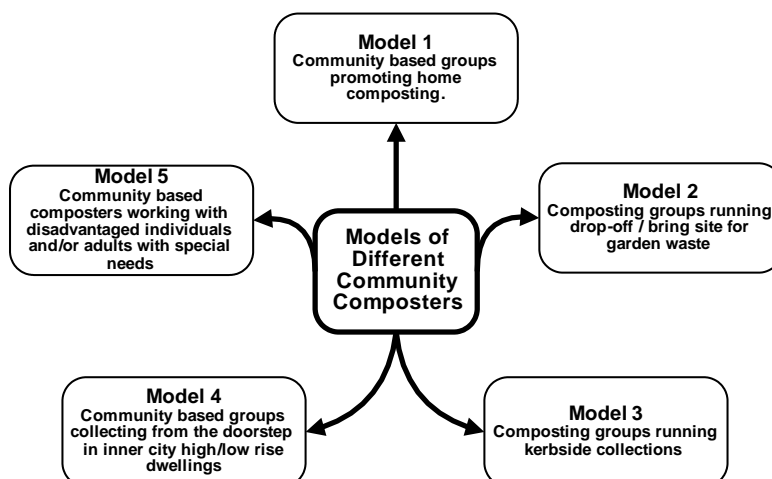 Model 1
Community based groups
promoting home
composting.
Model 5
Community based
composters working with
disadvantaged individuals
and/or adults with special
needs
Model 2
Composting groups running
drop-off / bring site for
garden waste
Models of
Different
Community
Composters
Model 4
Community based groups
collecting from the doorstep
in inner city high/low rise
dwellings
Model 3
Composting groups running
kerbside collections